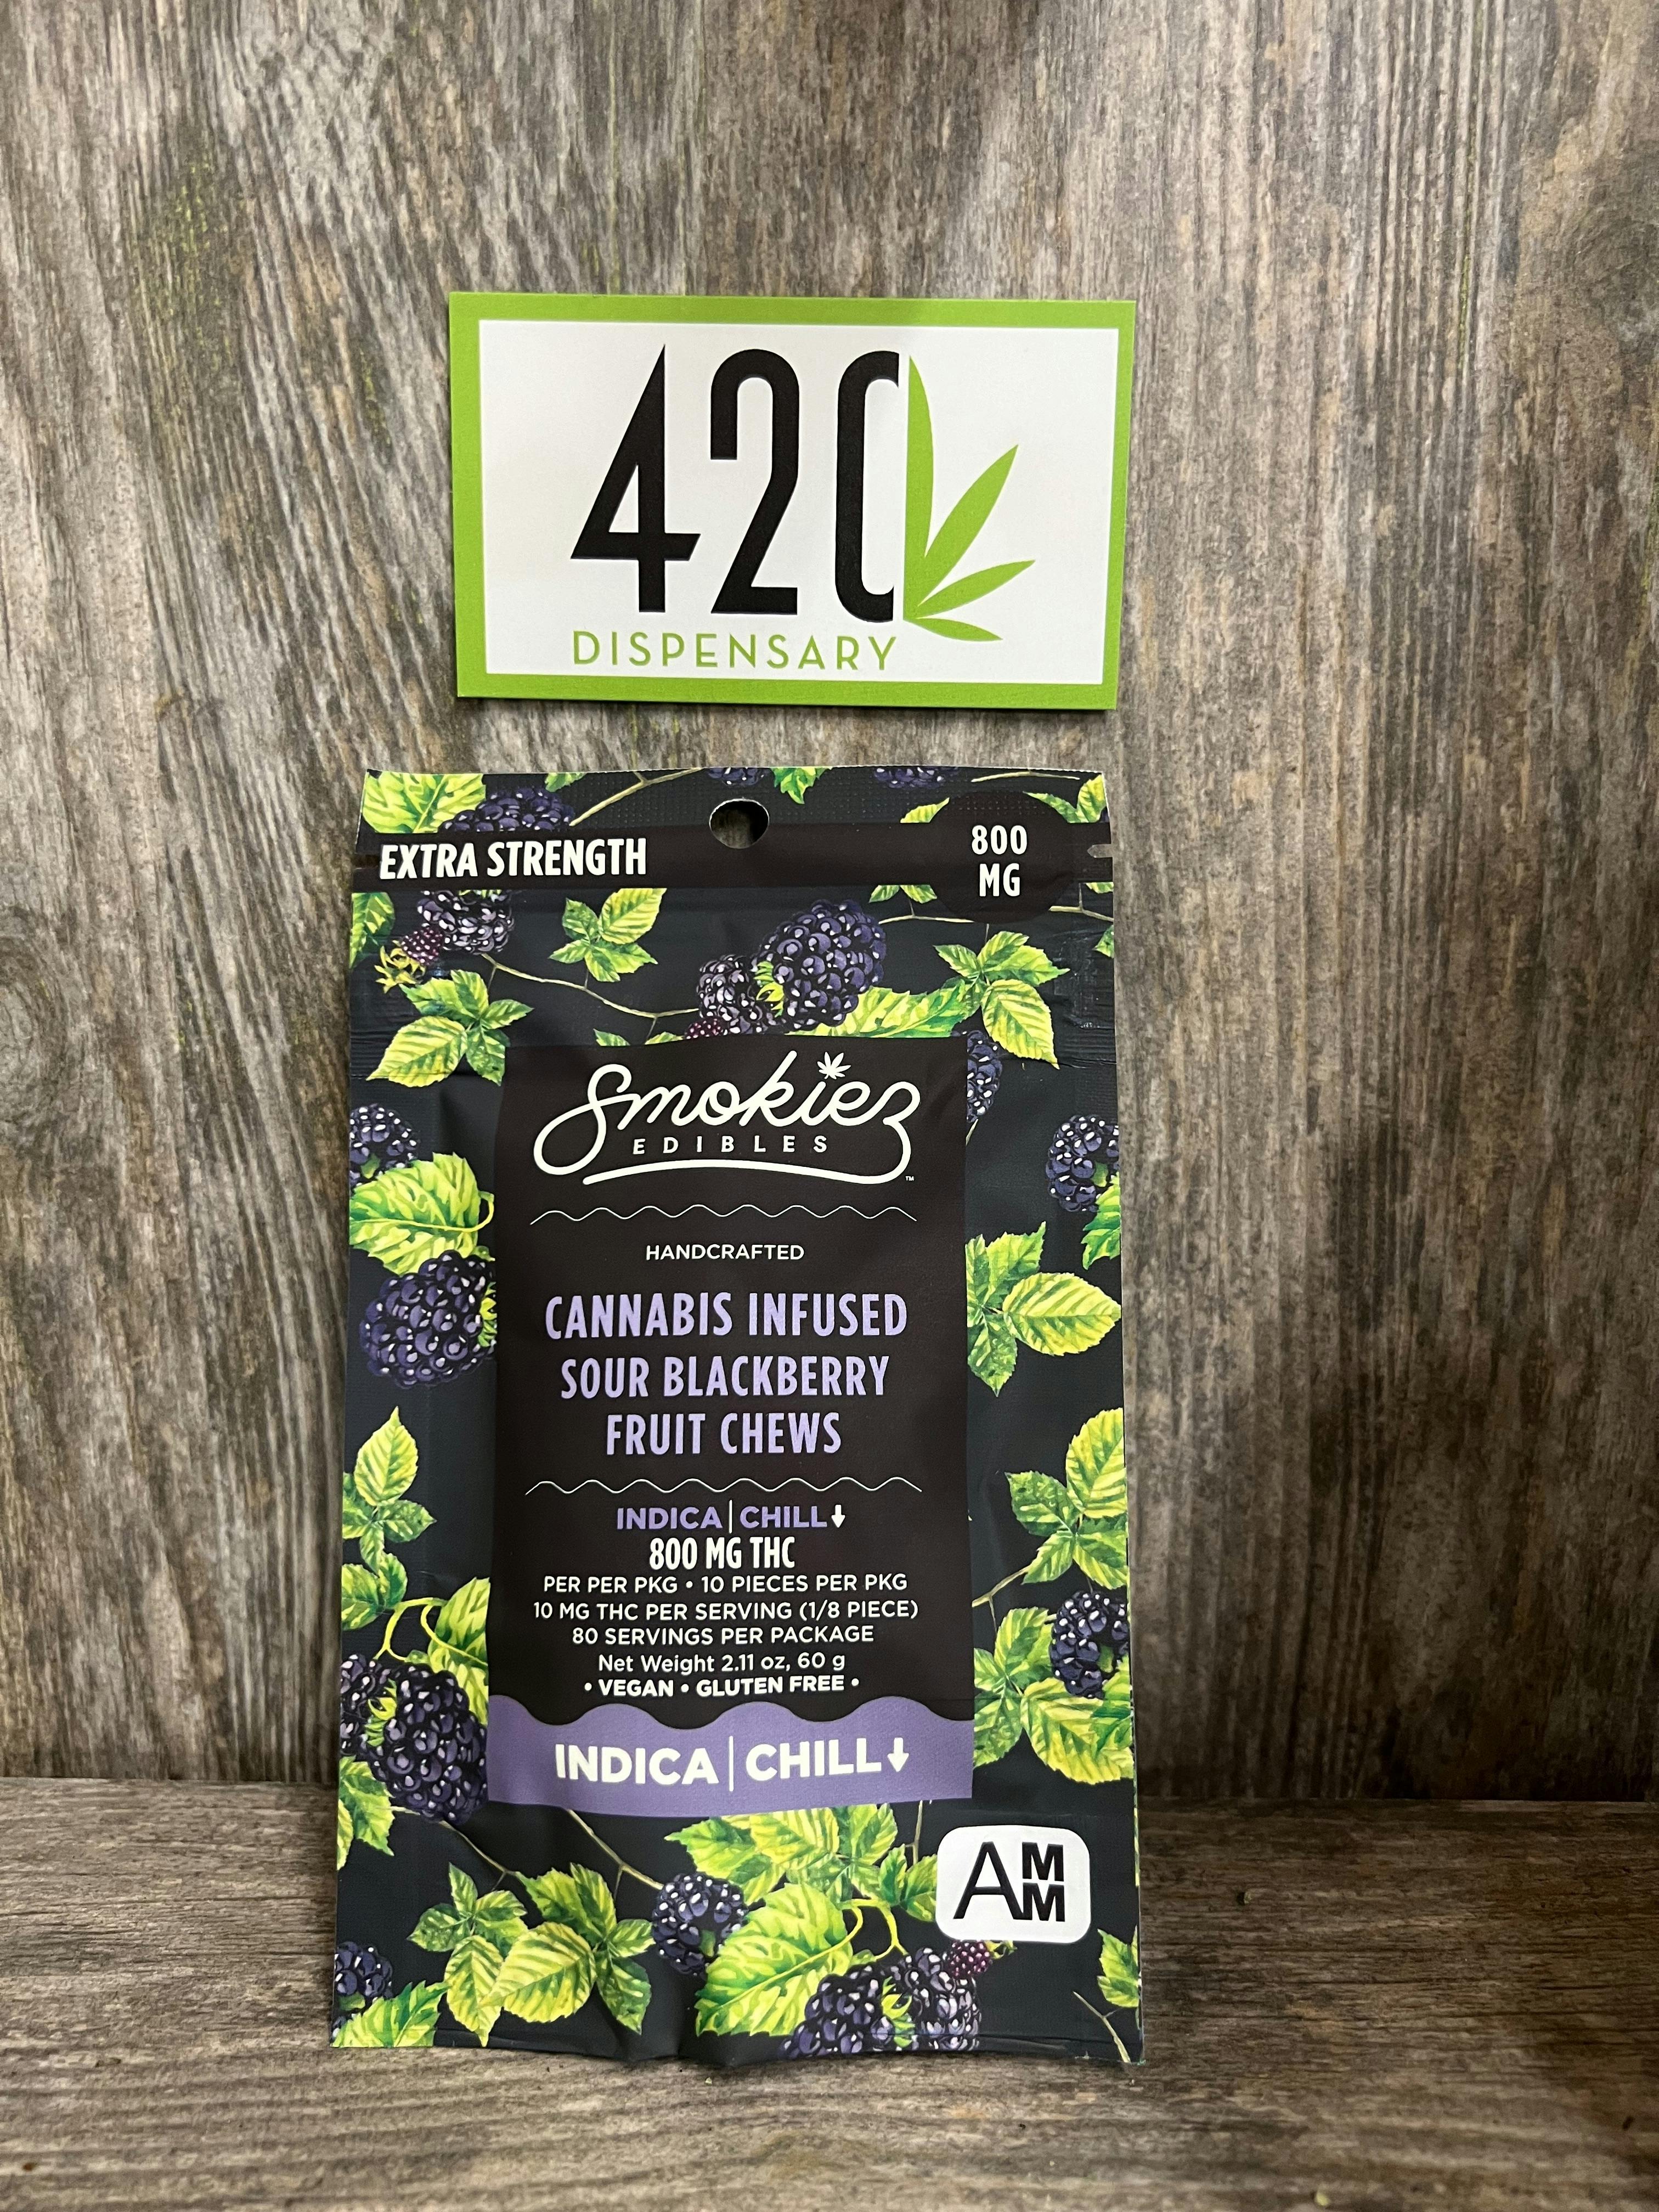 420
DISPENSARY
EXTRA STRENGTH
800
MG
Smokiez
EDIBLES
™
HANDCRAFTED
CANNABIS INFUSED
SOUR BLACKBERRY
FRUIT CHEWS
INDICA | CHILL↓
800 MG THC
PER PER PKG • 10 PIECES PER PKG
10 MG THC PER SERVING (1/8 PIECE)
80 SERVINGS PER PACKAGE
Net Weight 2.11 oz, 60 g
• VEGAN • GLUTEN FREE •
INDICA | CHILL↓
AMM